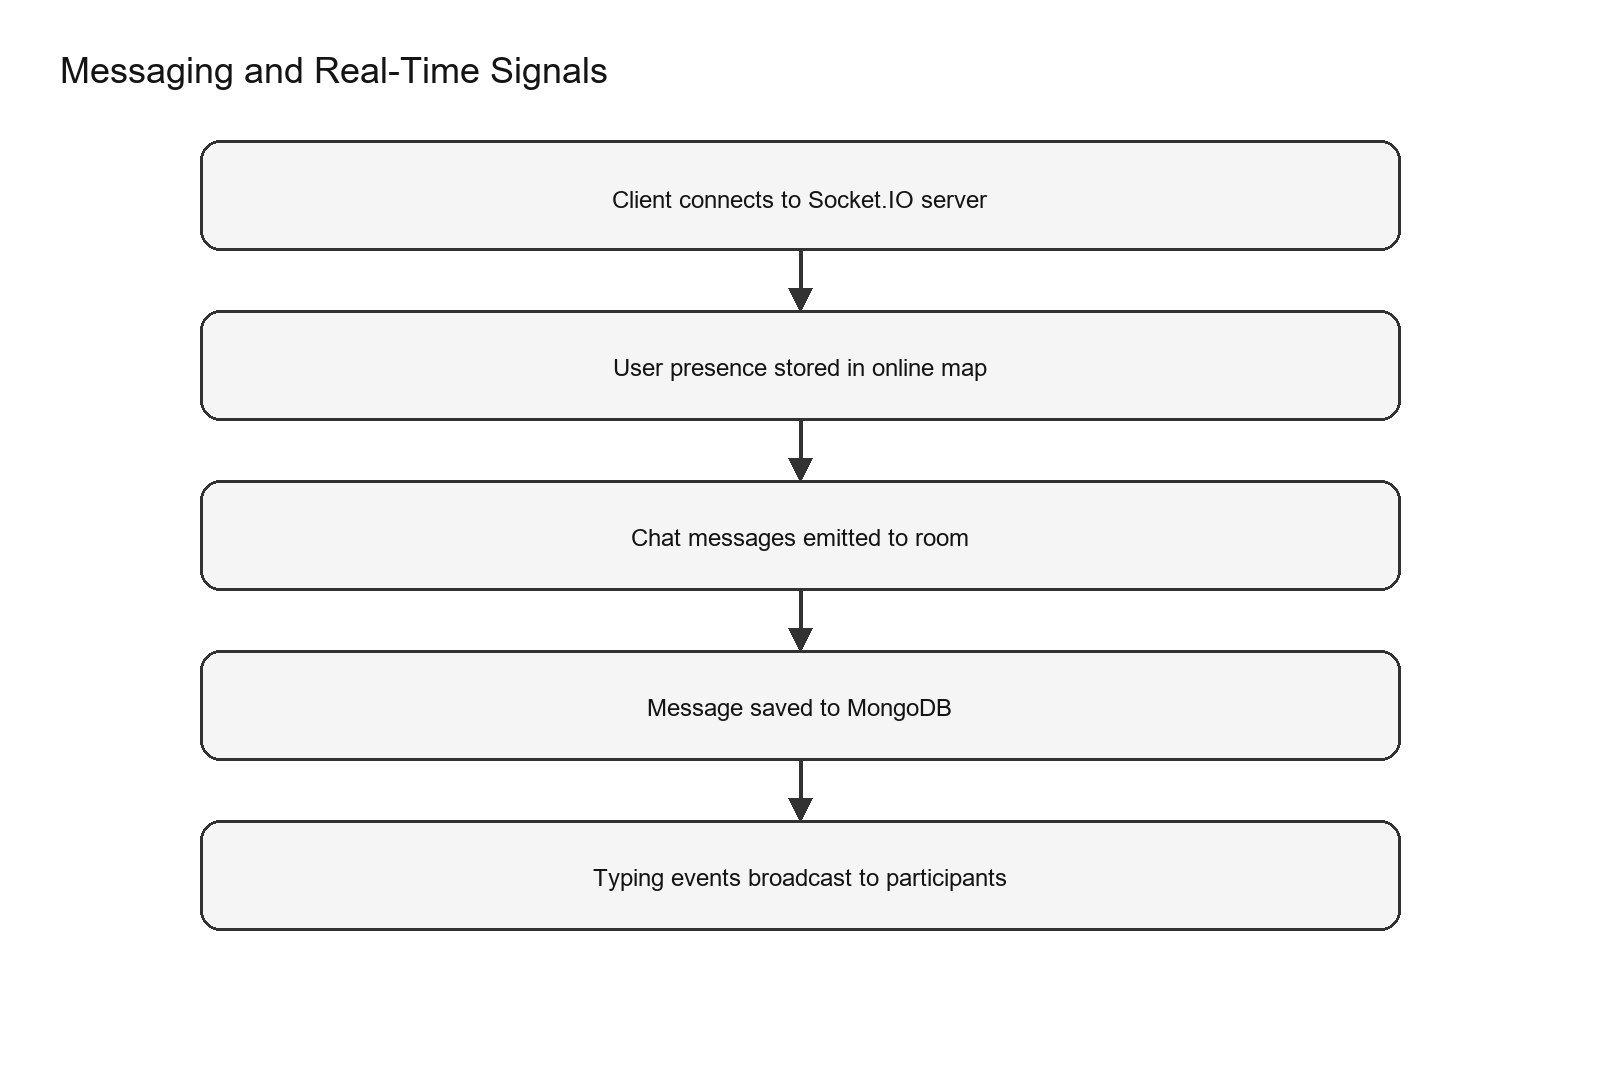 Messaging and Real-Time Signals
Client connects to Socket.IO server
User presence stored in online map
Chat messages emitted to room
Message saved to MongoDB
Typing events broadcast to participants